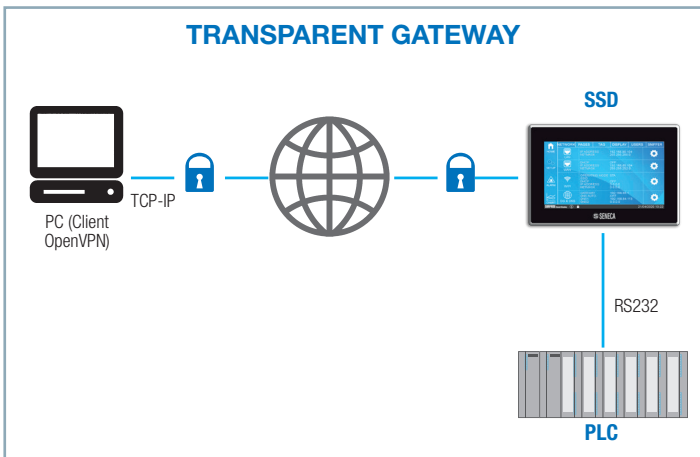 TRANSPARENT GATEWAY
SSD
TCP-IP
PC (Client
OpenVPN)
SENECA
RS232
PLC